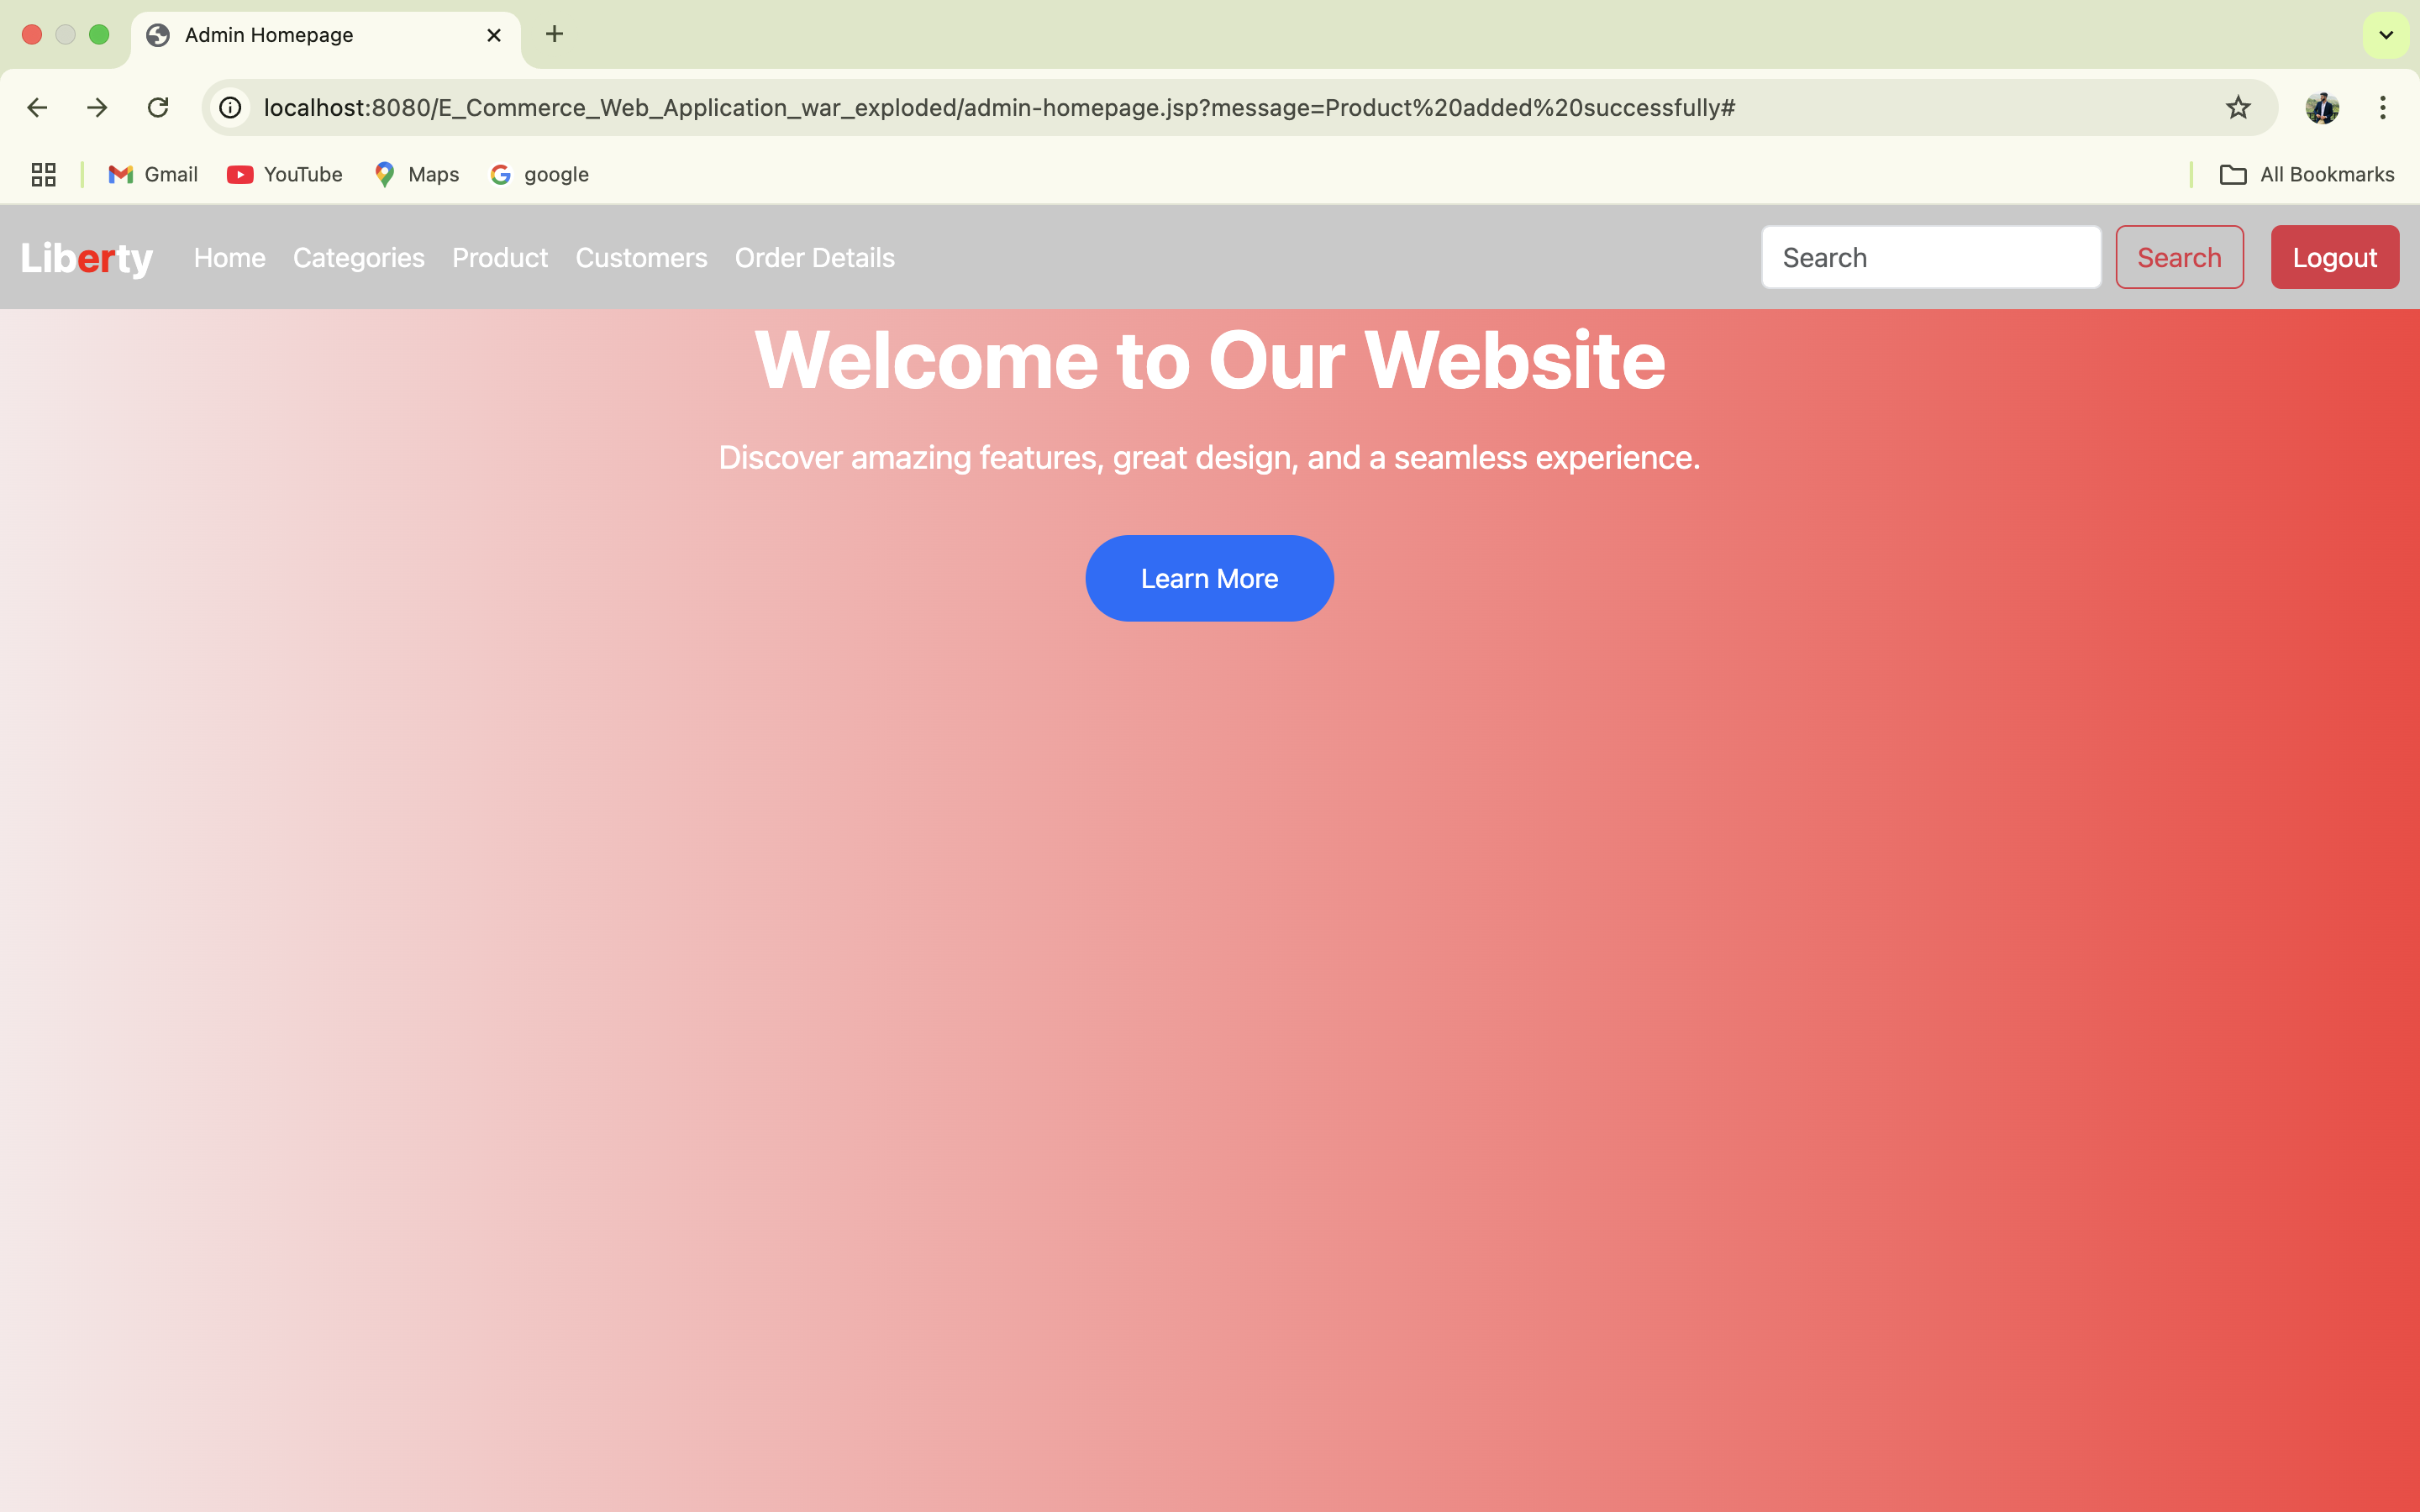 Admin Homepage
localhost:8080/E_Commerce_Web_Application_war_exploded/admin-homepage.jsp?message=Product%20added%20successfully#
Gmail YouTube Maps google All Bookmarks
Liberty Home Categories Product Customers Order Details Search Search Logout
Welcome to Our Website
Discover amazing features, great design, and a seamless experience.
Learn More